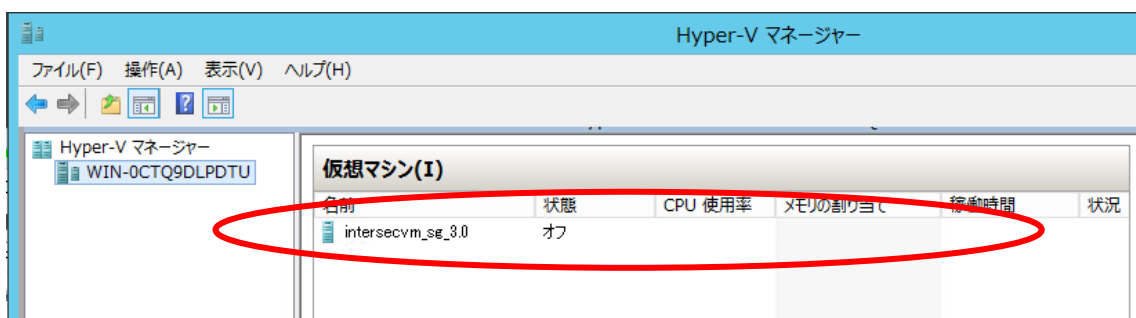 Hyper-V マネージャー
ファイル(F) 操作(A) 表示(V) ヘルプ(H)
Hyper-V マネージャー
WIN-0CTQ9DLPDTU
仮想マシン(I)
名前 状態 CPU 使用率 メモリの割り当て 稼働時間 状況
intersecvm_sg_3.0 オフ